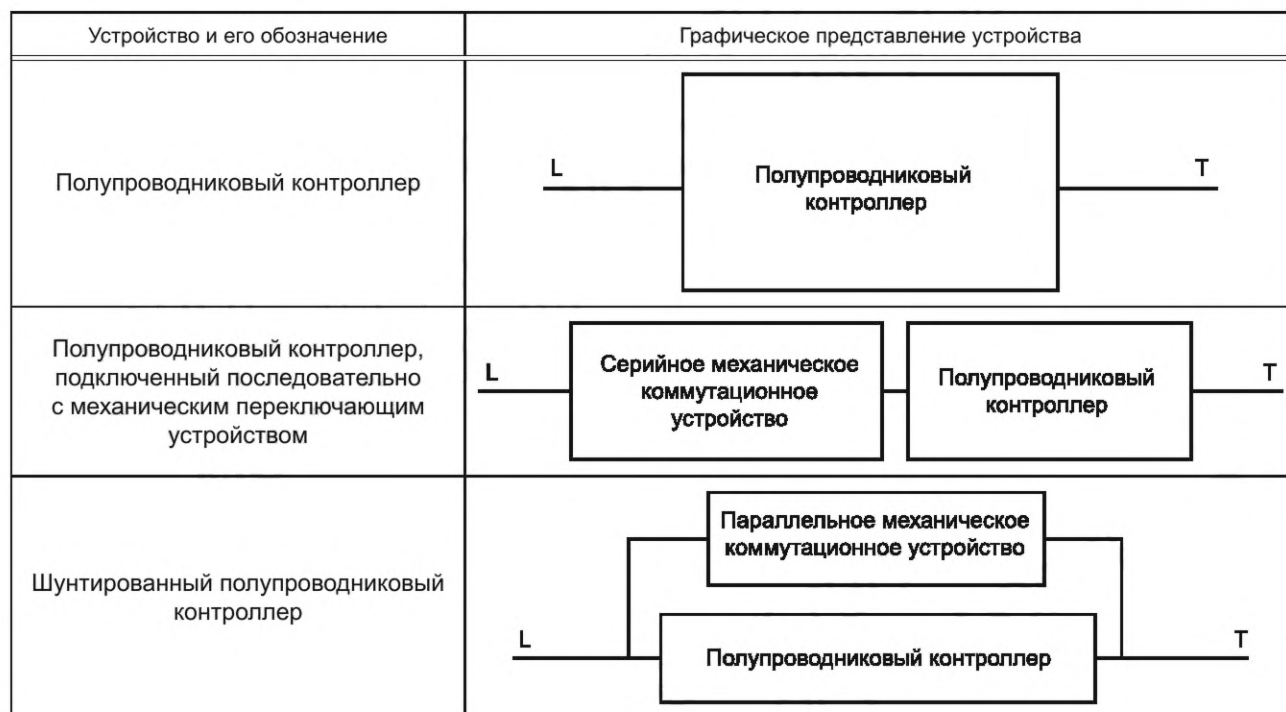 Устройство и его обозначение
Графическое представление устройства
Полупроводниковый контроллер
L
Полупроводниковый
контроллер
T
Полупроводниковый контроллер,
подключенный последовательно
с механическим переключающим
устройством
L
Серийное механическое
коммутационное
устройство
Полупроводниковый
контроллер
T
Шунтированный полупроводниковый
контроллер
Параллельное механическое
коммутационное устройство
L
Полупроводниковый контроллер
T